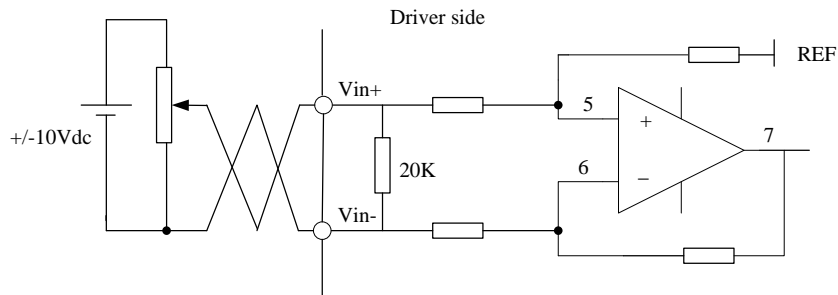 Driver side
REF
Vin+
5
+
+/-10Vdc
7
20K
6
−
Vin-